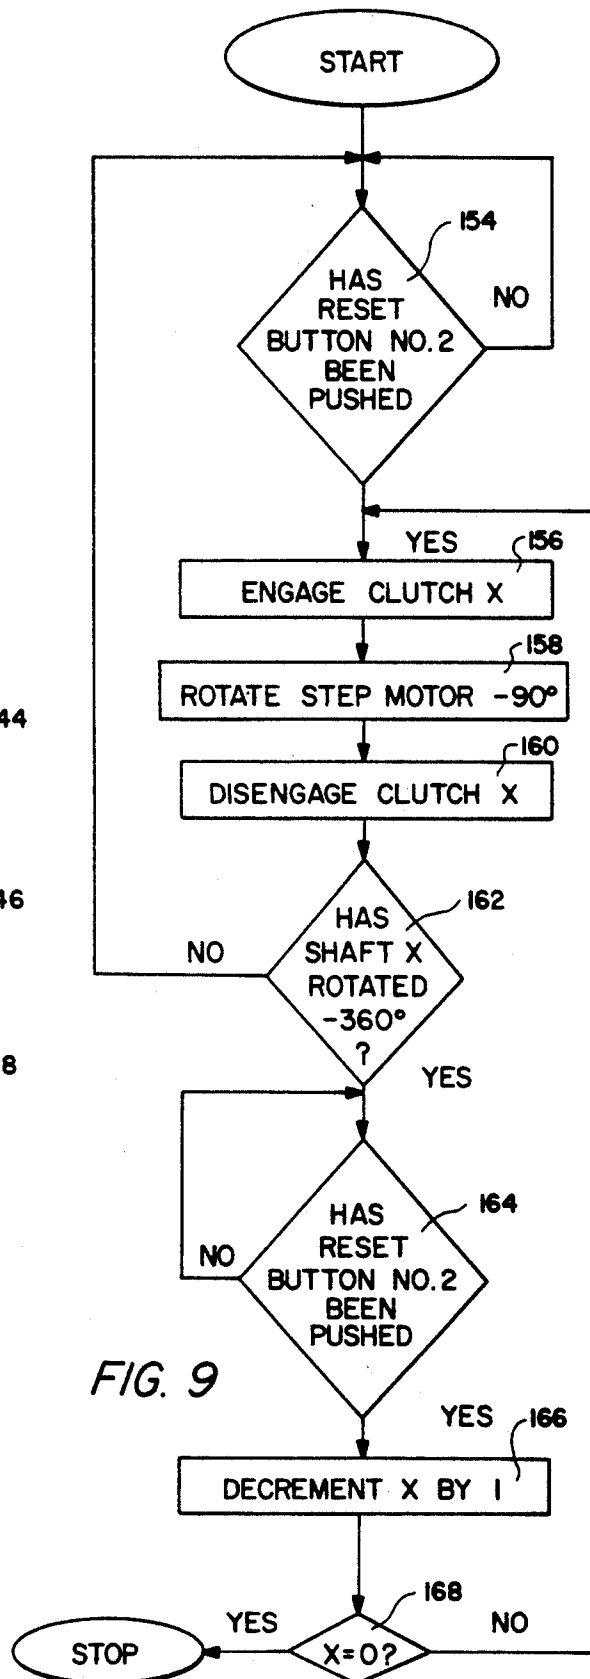 START
154
HAS
RESET
BUTTON NO. 2
BEEN
PUSHED
NO
YES
156
ENGAGE CLUTCH X
158
ROTATE STEP MOTOR -90°
44
160
DISENGAGE CLUTCH X
46
162
HAS
SHAFT X
ROTATED
-360°
?
NO
8
YES
164
HAS
RESET
BUTTON NO. 2
BEEN
PUSHED
NO
FIG. 9
YES
166
DECREMENT X BY 1
168
YES
NO
STOP
X=0?